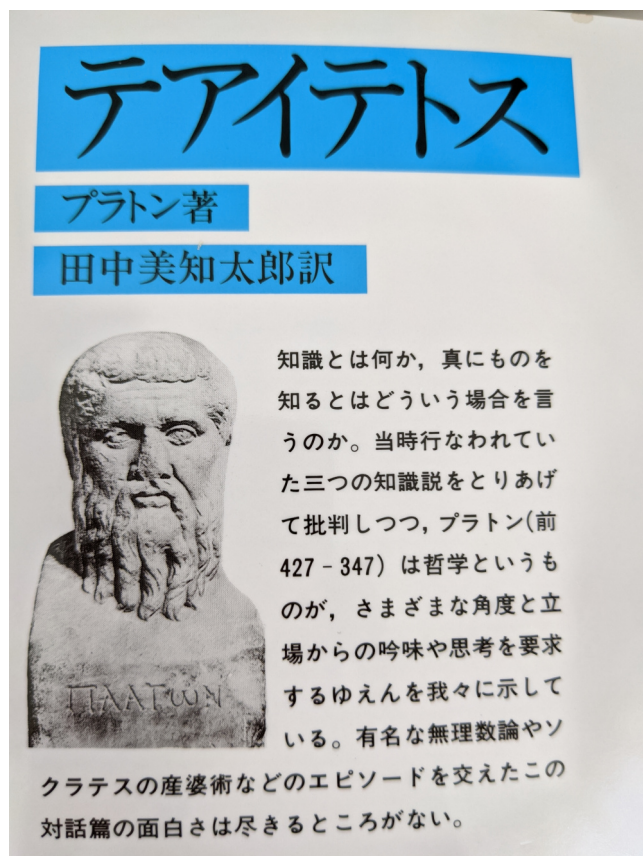 テアイテトス
プラトン著
田中美知太郎訳
知識とは何か，真にものを
知るとはどういう場合を言
うのか。当時行なわれてい
た三つの知識説をとりあげ
て批判しつつ，プラトン(前
427－347）は哲学というも
のが，さまざまな角度と立
場からの吟味や思考を要求
するゆえんを我々に示して
いる。有名な無理数論やソ
クラテスの産婆術などのエピソードを交えたこの
対話篇の面白さは尽きるところがない。
ΠΛΑΤωΝ